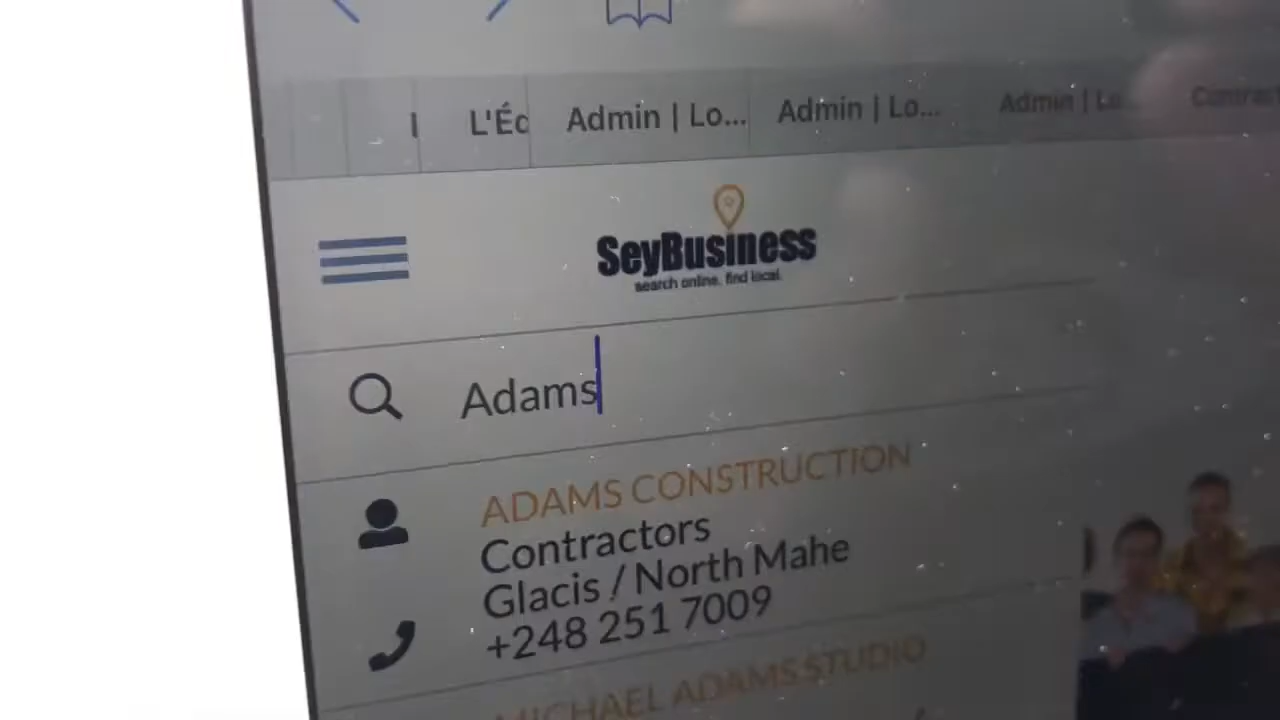 L'Éc
Admin | Lo...
Admin | Lo...
Admin | Lo...
Contrac
SeyBusiness
search online. find local.
Adams
ADAMS CONSTRUCTION
Contractors
Glacis / North Mahe
+248 251 7009
MICHAEL ADAMS STUDIO